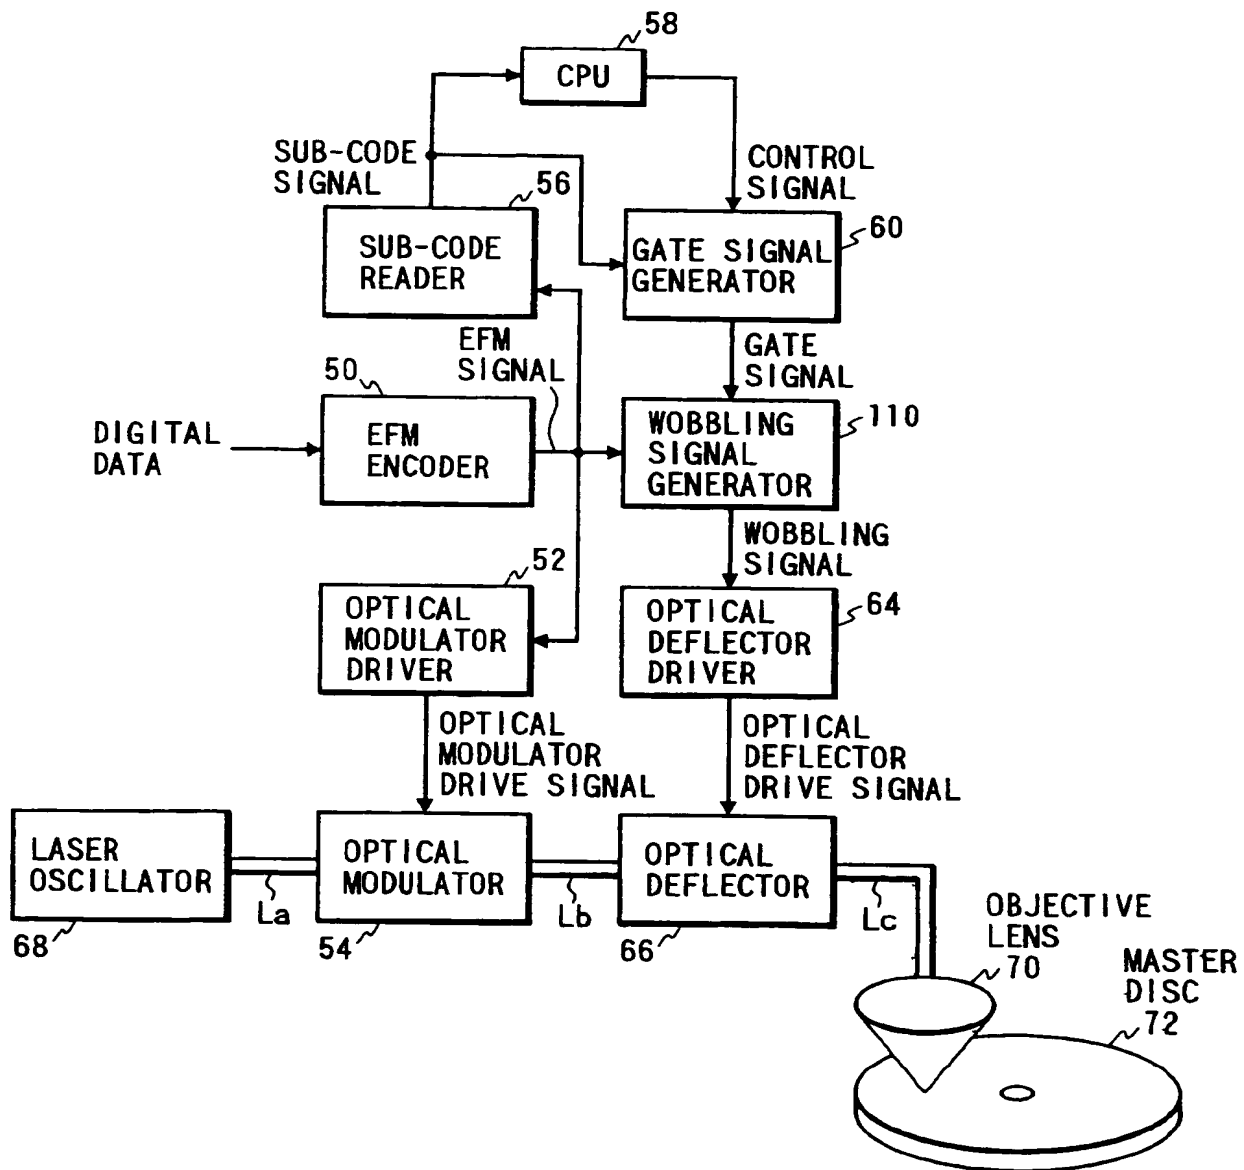 58
CPU
SUB-CODE
SIGNAL
56
CONTROL
SIGNAL
60
SUB-CODE
READER
GATE SIGNAL
GENERATOR
EFM
SIGNAL
GATE
SIGNAL
50
110
DIGITAL
DATA
EFM
ENCODER
WOBBLING
SIGNAL
GENERATOR
WOBBLING
SIGNAL
52
64
OPTICAL
MODULATOR
DRIVER
OPTICAL
DEFLECTOR
DRIVER
OPTICAL
MODULATOR
DRIVE SIGNAL
OPTICAL
DEFLECTOR
DRIVE SIGNAL
LASER
OSCILLATOR
OPTICAL
MODULATOR
OPTICAL
DEFLECTOR
La
Lb
Lc
68
54
66
OBJECTIVE
LENS
70
MASTER
DISC
72